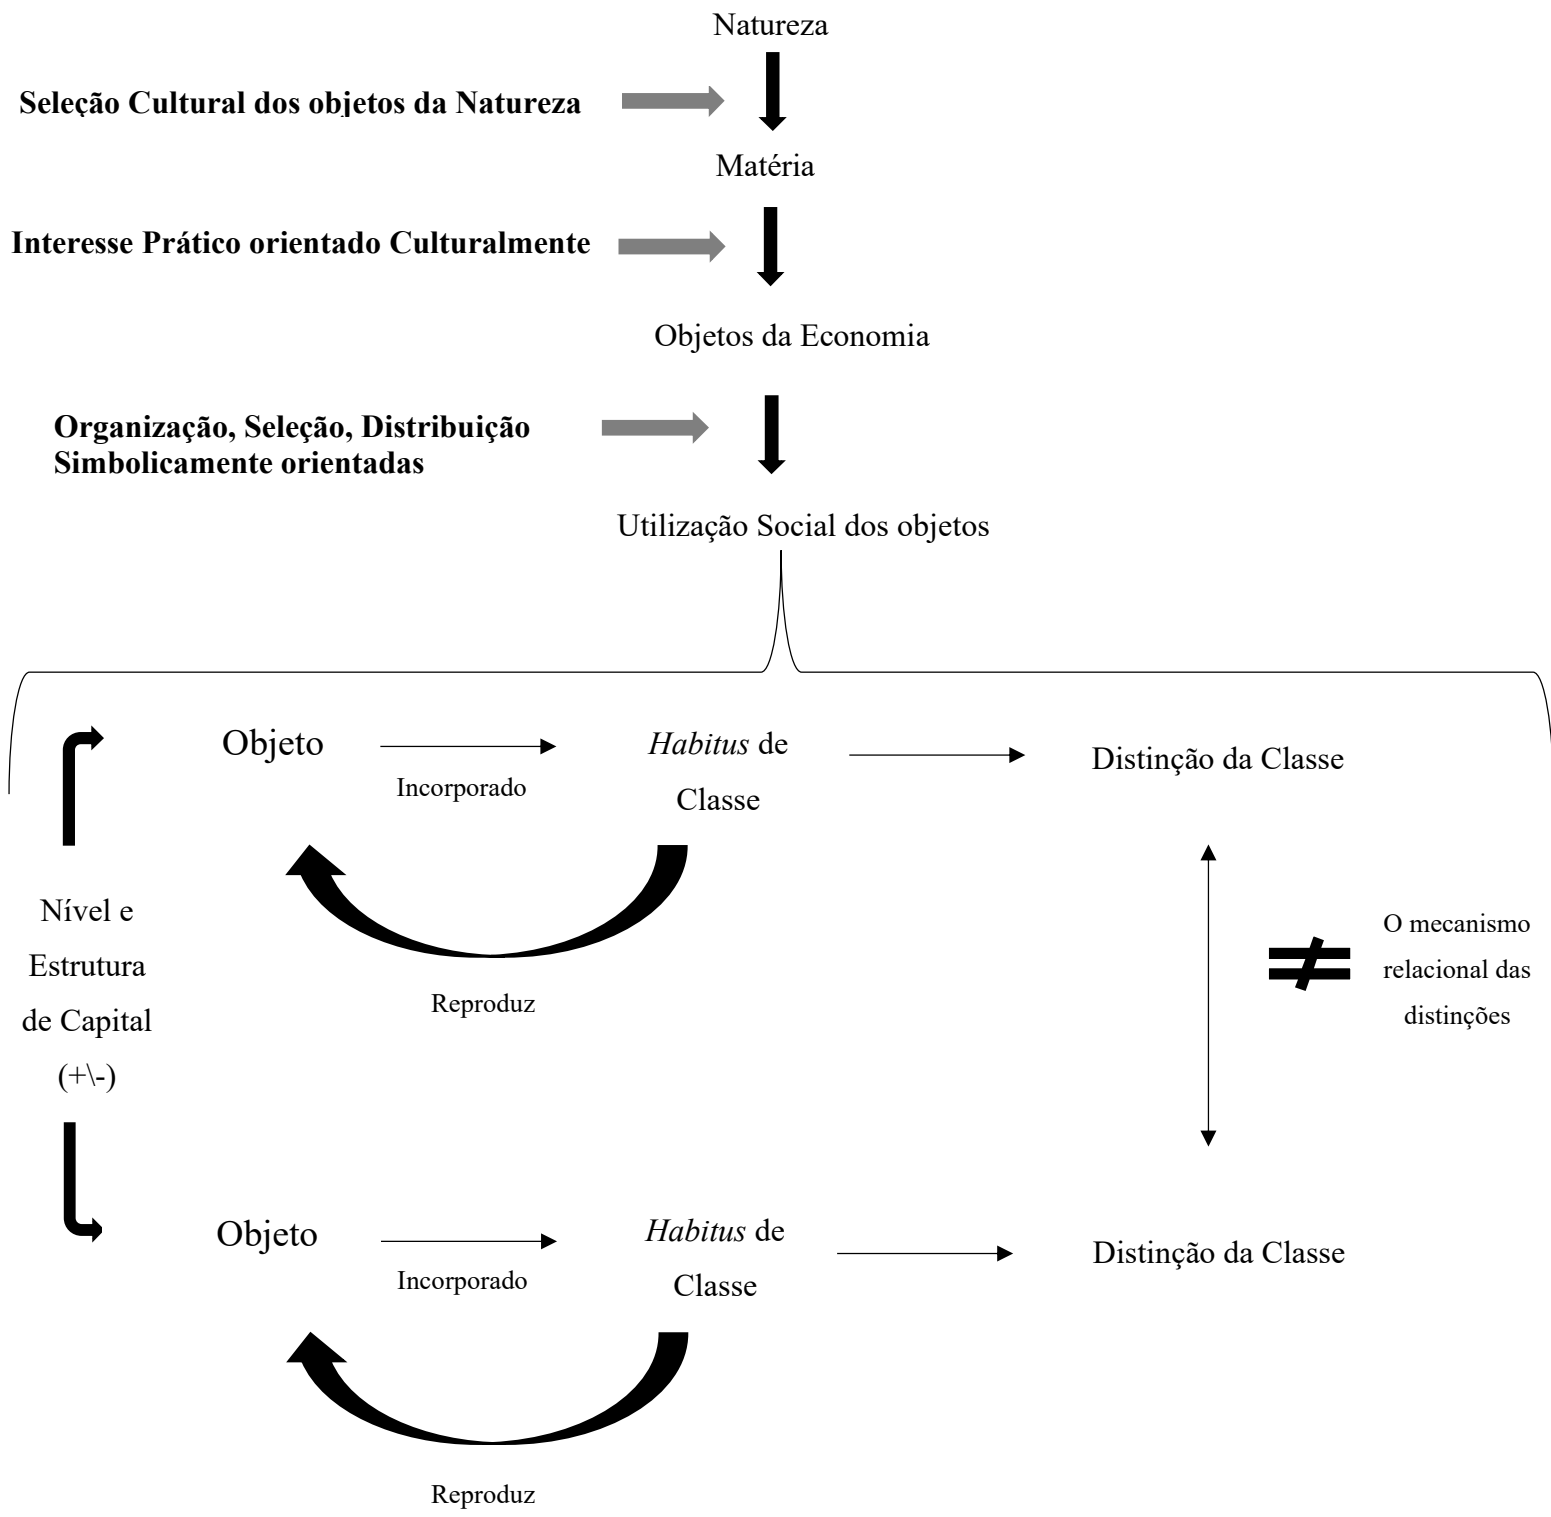 Natureza
Seleção Cultural dos objetos da Natureza
Matéria
Interesse Prático orientado Culturalmente
Objetos da Economia
Organização, Seleção, Distribuição
Simbolicamente orientadas
Utilização Social dos objetos
Objeto
Incorporado
Habitus de
Classe
Distinção da Classe
Reproduz
Nível e
Estrutura
de Capital
(+\-)
≠
O mecanismo
relacional das
distinções
Objeto
Incorporado
Habitus de
Classe
Distinção da Classe
Reproduz